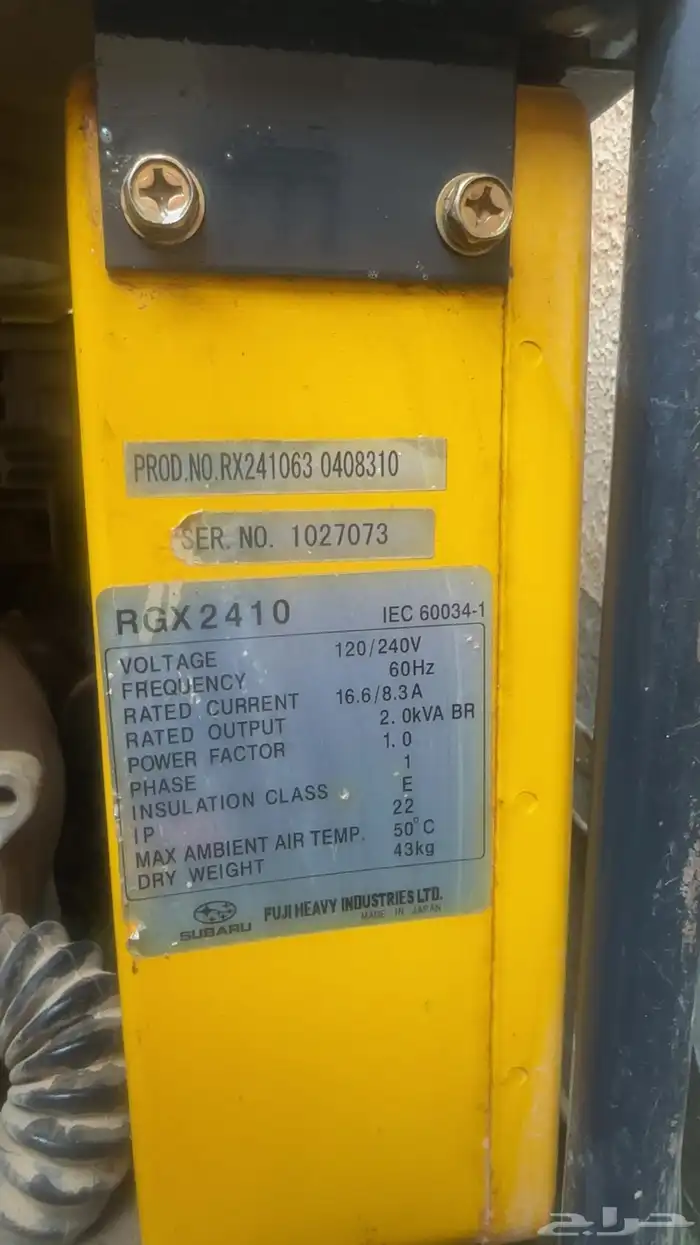 PROD.NO.RX241063 0408310
SER. NO. 1027073
RGX2410 IEC 60034-1
VOLTAGE 120/240V
FREQUENCY 60Hz
RATED CURRENT 16.6/8.3A
RATED OUTPUT 2.0kVA BR
POWER FACTOR 1.0
PHASE 1
INSULATION CLASS E
IP 22
MAX AMBIENT AIR TEMP. 50°C
DRY WEIGHT 43kg
SUBARU FUJI HEAVY INDUSTRIES LTD.
MADE IN JAPAN
حراج